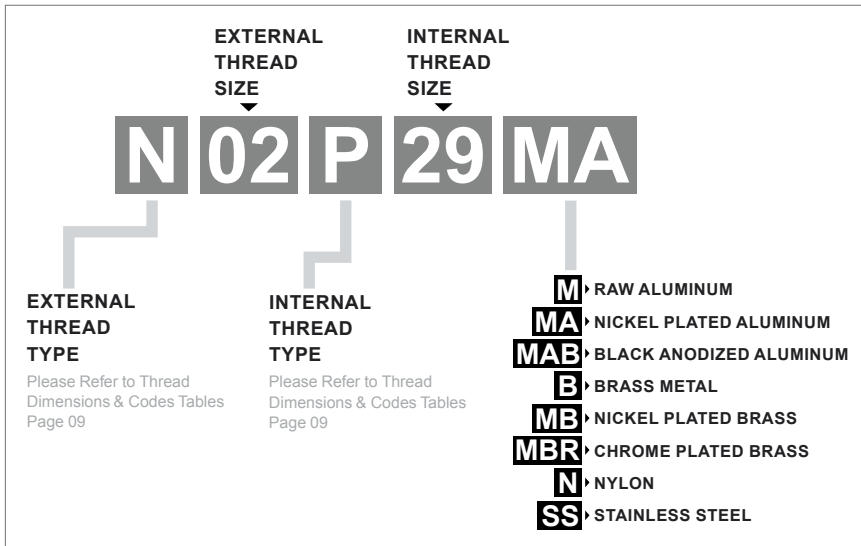 EXTERNAL
THREAD
SIZE
INTERNAL
THREAD
SIZE
N 02 P 29 MA
EXTERNAL
THREAD
TYPE
Please Refer to Thread
Dimensions & Codes Tables
Page 09
INTERNAL
THREAD
TYPE
Please Refer to Thread
Dimensions & Codes Tables
Page 09
M RAW ALUMINUM
MA NICKEL PLATED ALUMINUM
MAB BLACK ANODIZED ALUMINUM
B BRASS METAL
MB NICKEL PLATED BRASS
MBR CHROME PLATED BRASS
N NYLON
SS STAINLESS STEEL